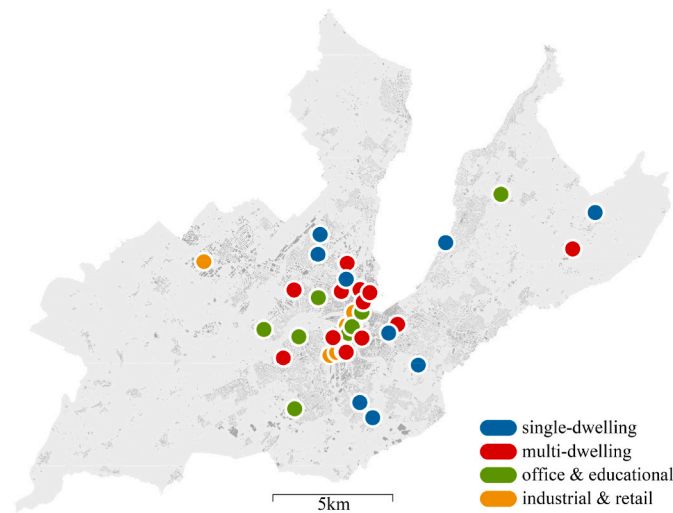 single-dwelling
multi-dwelling
office & educational
industrial & retail
5km